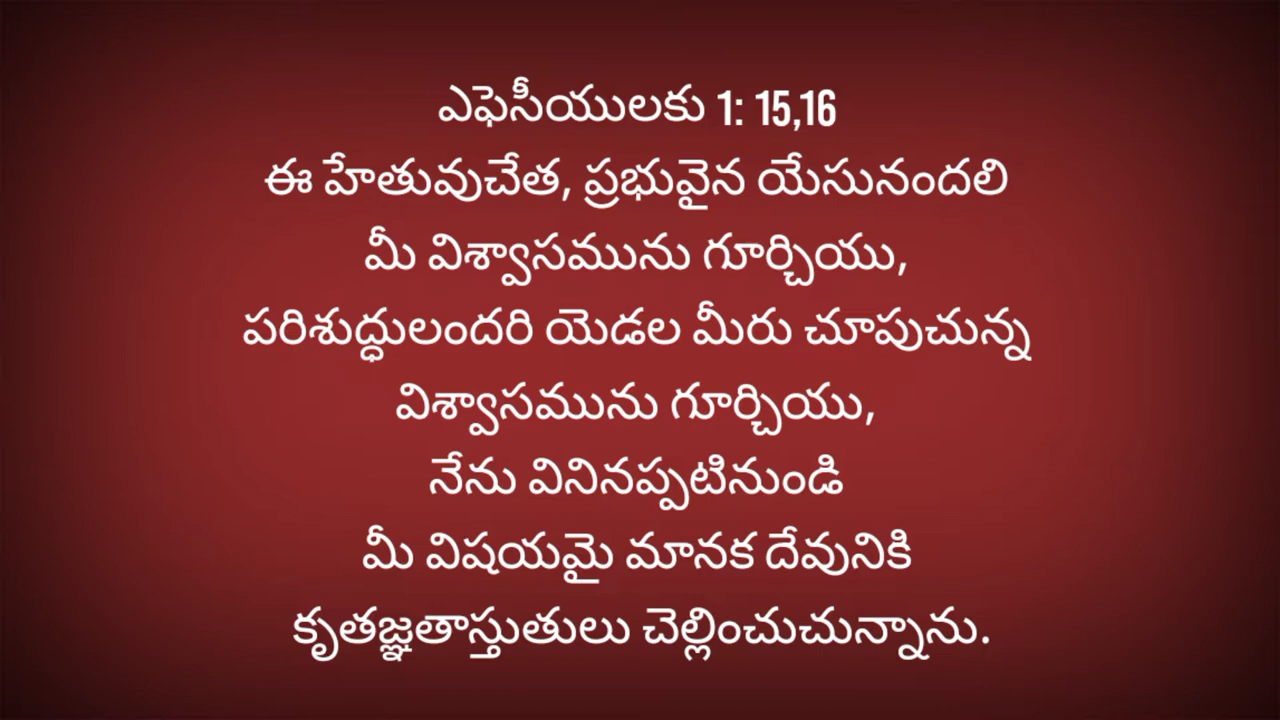 ఎఫెసీయులకు 1: 15,16
ఈ హేతువుచేత, ప్రభువైన యేసునందలి
మీ విశ్వాసమును గూర్చియు,
పరిశుద్ధులందరి యెడల మీరు చూపుచున్న
విశ్వాసమును గూర్చియు,
నేను వినినప్పటినుండి
మీ విషయమై మానక దేవునికి
కృతజ్ఞతాస్తుతులు చెల్లించుచున్నాను.